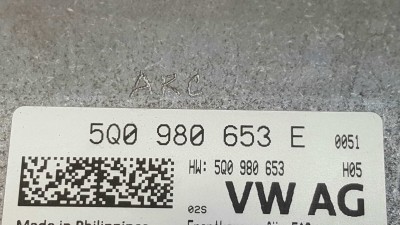 ARC
5Q0 980 653 E 0051
HW: 5Q0 980 653 H05
02S VW AG
Made in Philippines